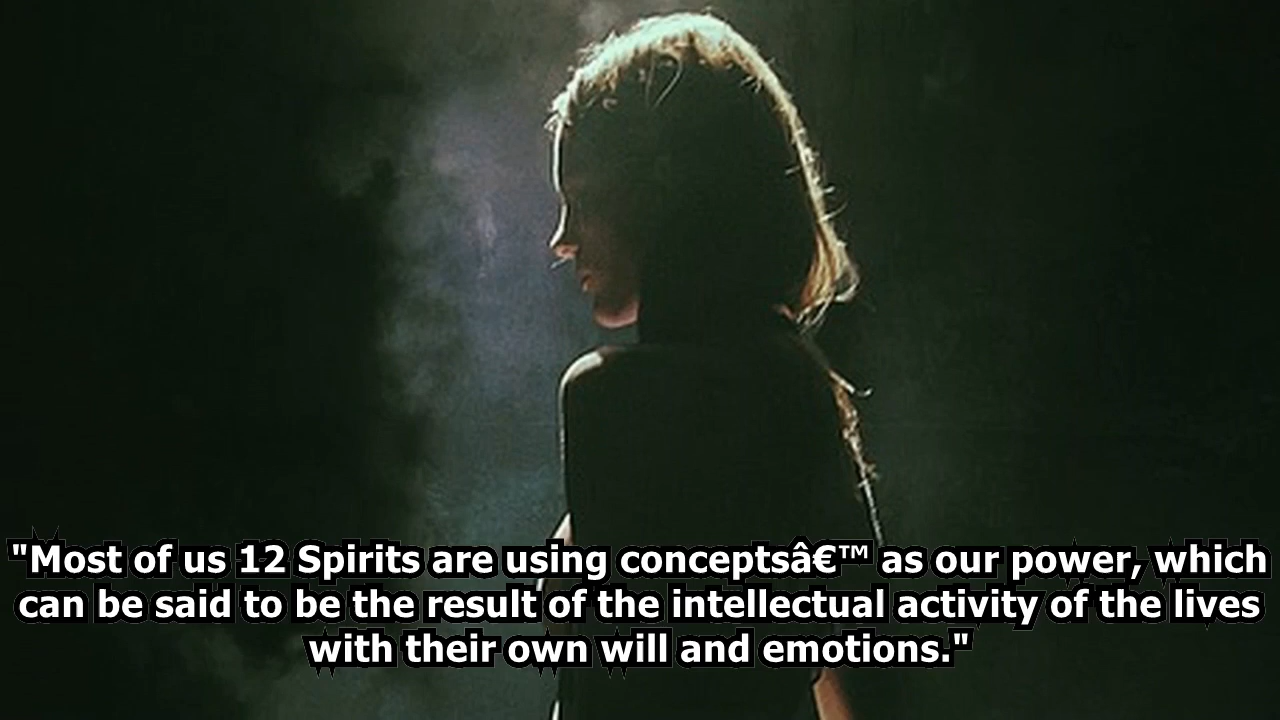 "Most of us 12 Spirits are using conceptsâ€™ as our power, which
can be said to be the result of the intellectual activity of the lives
with their own will and emotions."